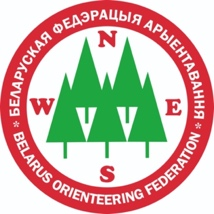 * БЕЛАРУСКАЯ ФЕДЭРАЦЫЯ АРЫЕНТАВАННЯ *
N
W E
S
BELARUS ORIENTEERING FEDERATION